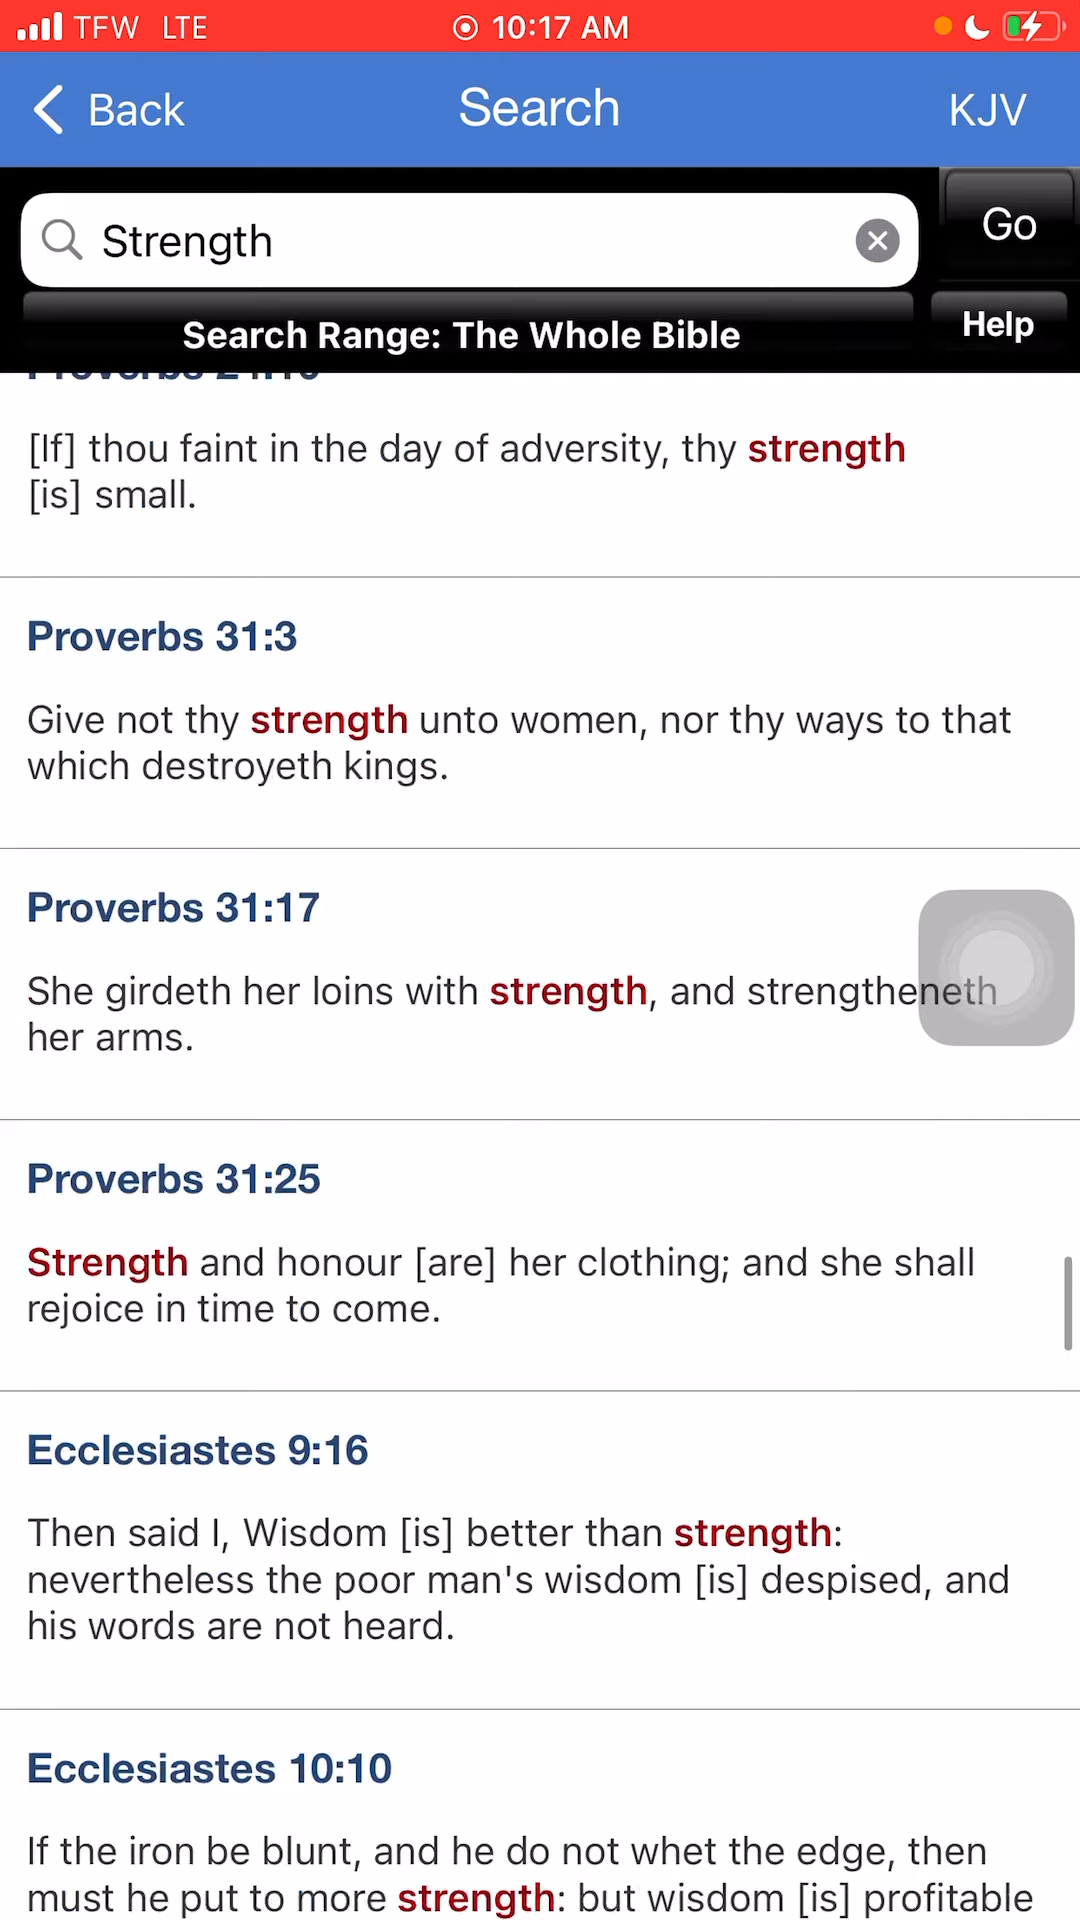 TFW LTE 10:17 AM
Back Search KJV
Strength
Go
Search Range: The Whole Bible
Help
[If] thou faint in the day of adversity, thy strength
[is] small.
Proverbs 31:3
Give not thy strength unto women, nor thy ways to that
which destroyeth kings.
Proverbs 31:17
She girdeth her loins with strength, and strengtheneth
her arms.
Proverbs 31:25
Strength and honour [are] her clothing; and she shall
rejoice in time to come.
Ecclesiastes 9:16
Then said I, Wisdom [is] better than strength:
nevertheless the poor man's wisdom [is] despised, and
his words are not heard.
Ecclesiastes 10:10
If the iron be blunt, and he do not whet the edge, then
must he put to more strength: but wisdom [is] profitable